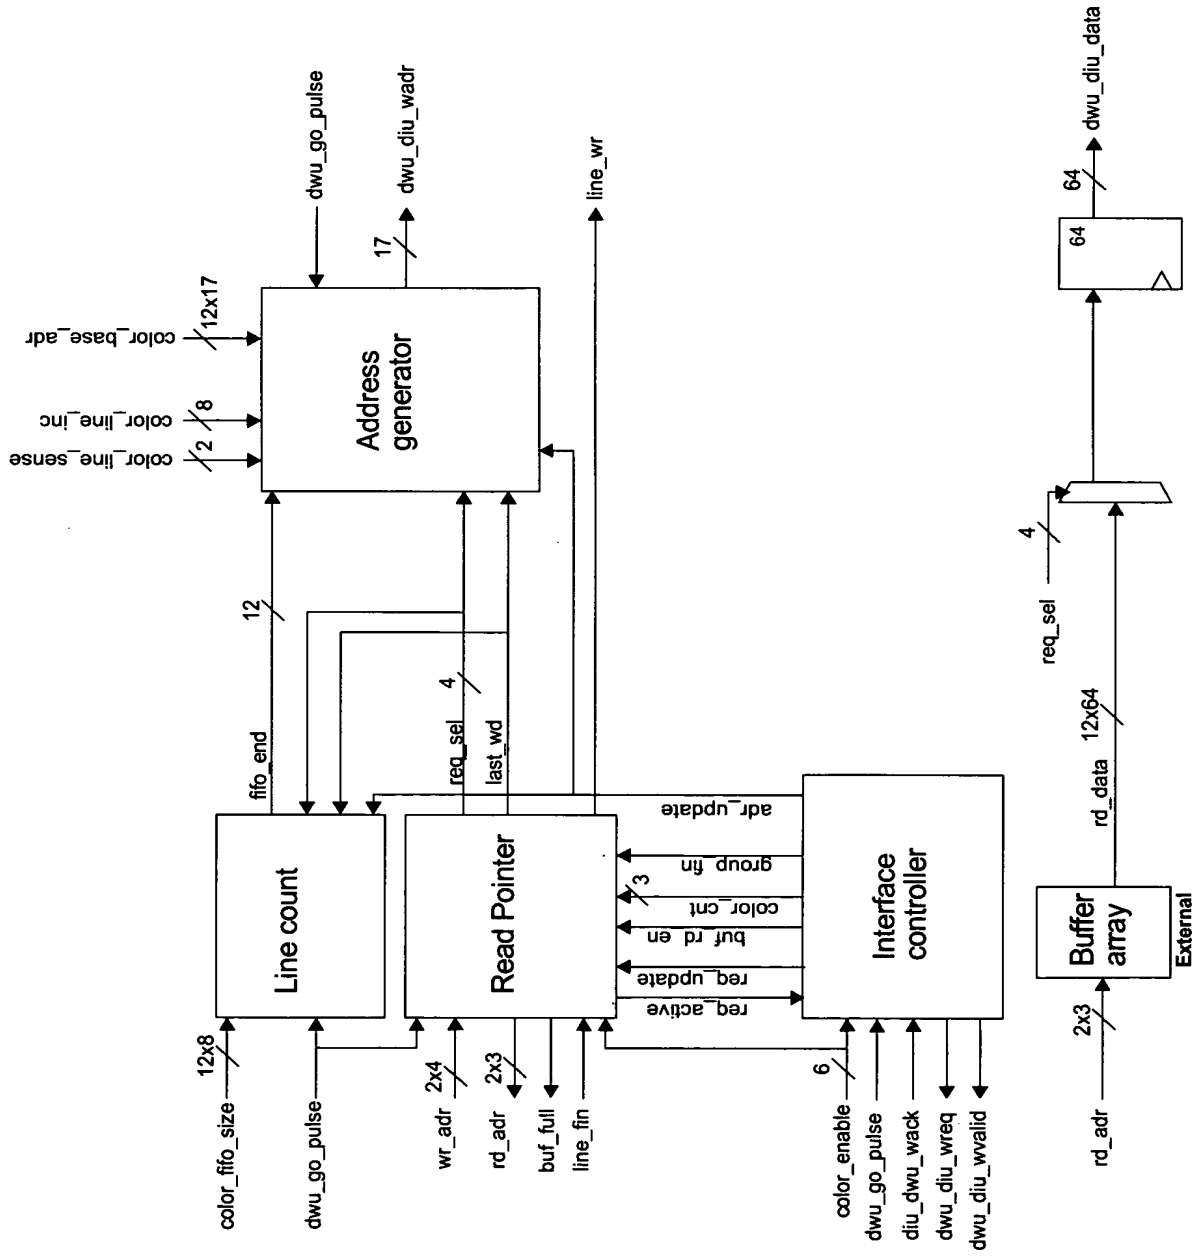 color_fifo_size
12x8
dwu_go_pulse
Line count
fifo_end
12
color_line_sense
2
color_line_inc
8
color_base_adr
12x17
Address
generator
dwu_go_pulse
17
dwu_diu_wadr
wr_adr
2x4
rd_adr
2x3
buf_full
line_fin
Read Pointer
req_sel
4
last_wd
line_wr
req_active
req_update
buf_rd_en
color_cnt
3
group_fin
adr_update
color_enable
6
dwu_go_pulse
diu_dwu_wack
dwu_diu_wreq
dwu_diu_wvalid
Interface
controller
rd_adr
2x3
Buffer
array
External
rd_data
12x64
req_sel
4
64
64
dwu_diu_data